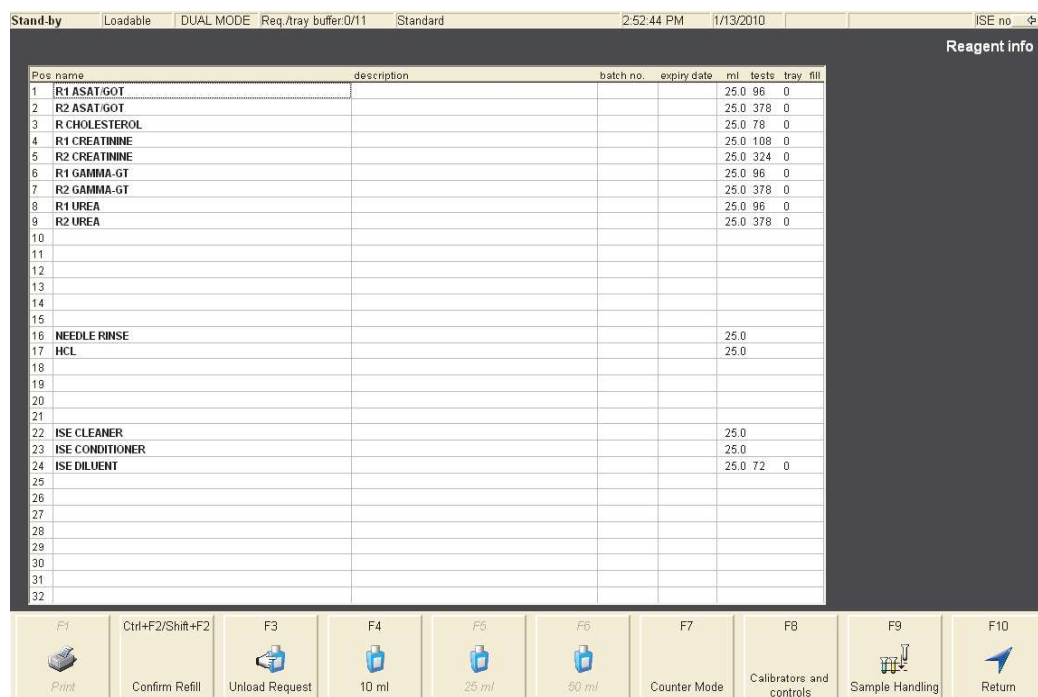 Stand-by Loadable DUAL MODE Req./tray buffer:0/11 Standard 2:52:44 PM 1/13/2010 ISE no
Reagent info
Pos name description batch no. expiry date ml tests tray fill
1 R1 ASAT/GOT 25.0 96 0
2 R2 ASAT/GOT 25.0 378 0
3 R CHOLESTEROL 25.0 78 0
4 R1 CREATININE 25.0 108 0
5 R2 CREATININE 25.0 324 0
6 R1 GAMMA-GT 25.0 96 0
7 R2 GAMMA-GT 25.0 378 0
8 R1 UREA 25.0 96 0
9 R2 UREA 25.0 378 0
10
11
12
13
14
15
16 NEEDLE RINSE 25.0
17 HCL 25.0
18
19
20
21
22 ISE CLEANER 25.0
23 ISE CONDITIONER 25.0
24 ISE DILUENT 25.0 72 0
25
26
27
28
29
30
31
32
F1 Ctrl+F2/Shift+F2 F3 F4 F5 F6 F7 F8 F9 F10
Print Confirm Refill Unload Request 10 ml 25 ml 50 ml Counter Mode Calibrators and controls Sample Handling Return